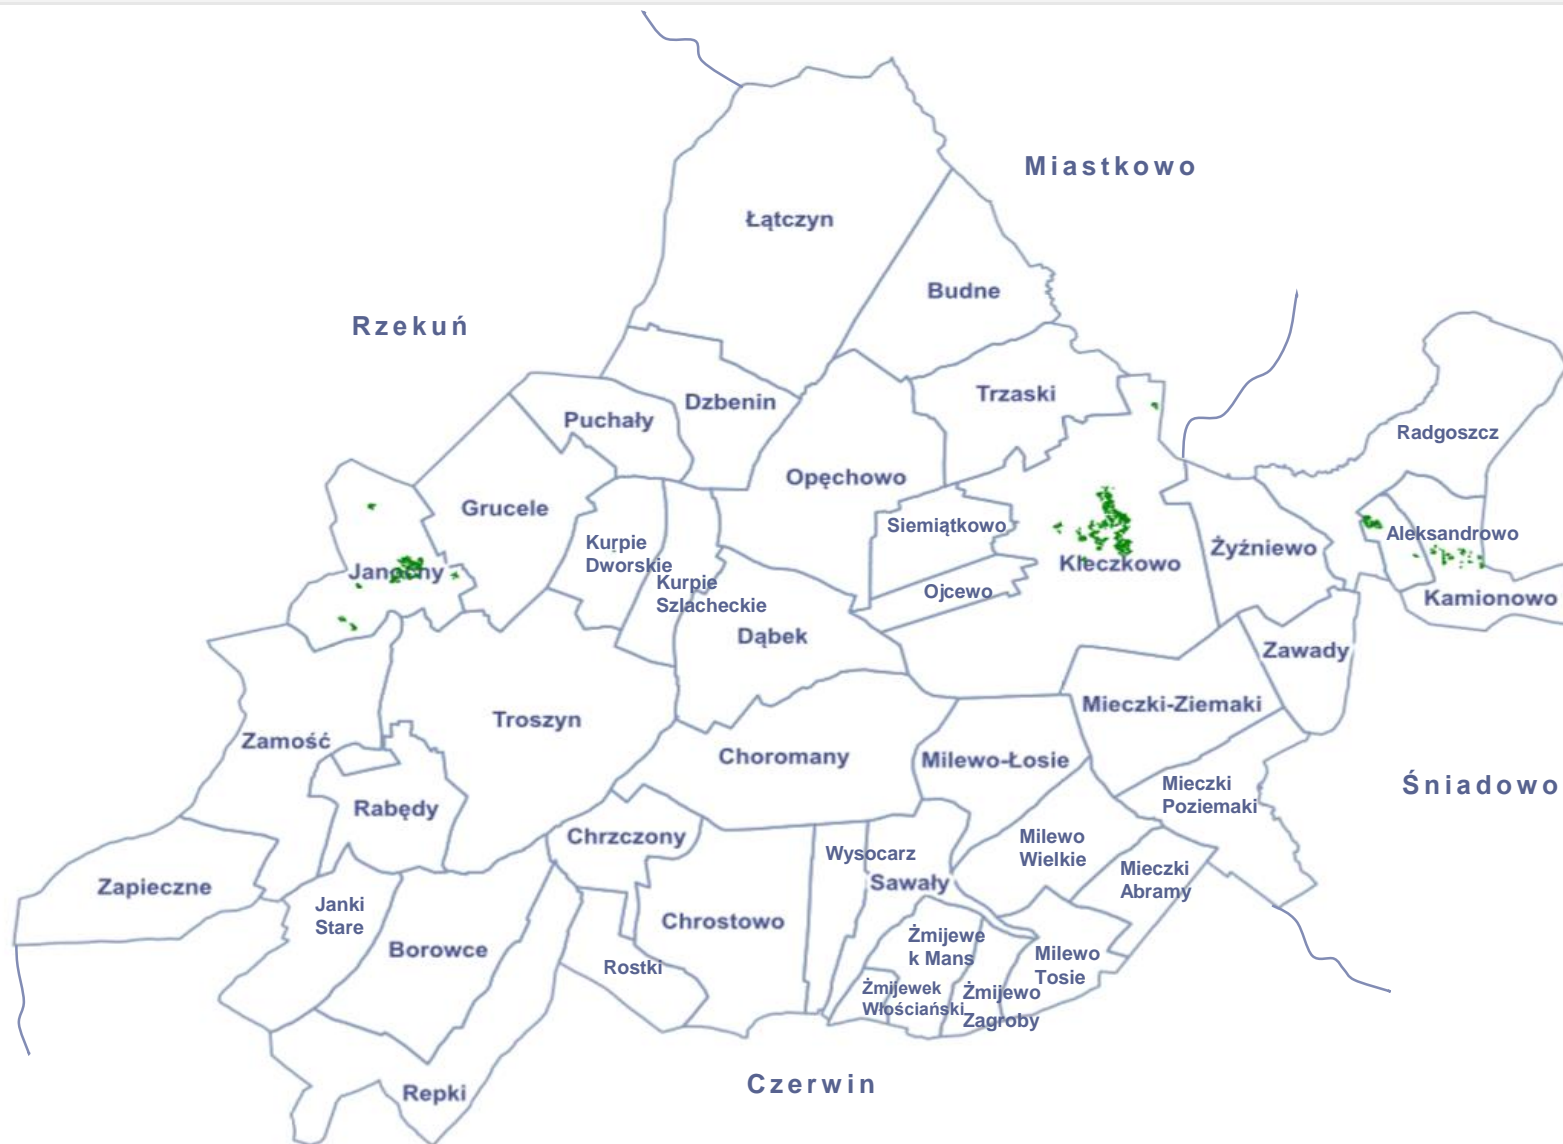 Miastkowo
Łątczyn
Budne
Rzekuń
Trzaski
Dzbenin
Puchały
Radgoszcz
Opęchowo
Grucele
Siemiątkowo
Aleksandrowo
Kurpie
Dworskie
Żyźniewo
Kleczkowo
Janochy
Kurpie
Szlacheckie
Ojcewo
Kamionowo
Dąbek
Zawady
Mieczki-Ziemaki
Troszyn
Zamość
Choromany
Milewo-Łosie
Śniadowo
Mieczki
Poziemaki
Rabędy
Chrzczony
Milewo
Wielkie
Wysocarz
Mieczki
Abramy
Sawały
Zapieczne
Janki
Stare
Chrostowo
Borowce
Żmijewe
k Mans
Milewo
Tosie
Rostki
Żmijewek
Włościański
Żmijewo
Zagroby
Czerwin
Repki